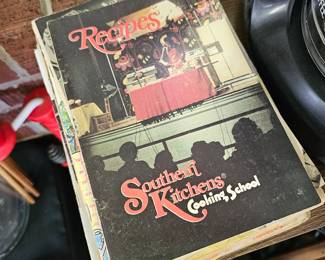 Recipes
Southern
Kitchens®
Cooking School